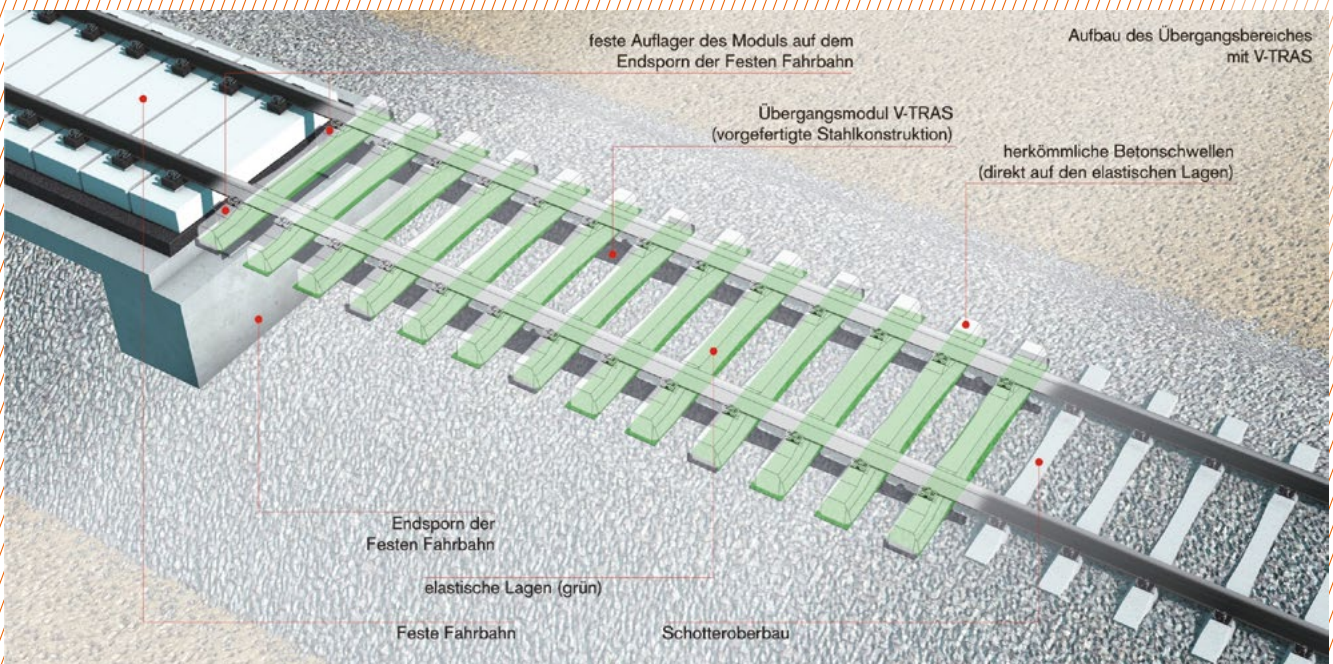 feste Auflager des Moduls auf dem
Endsporn der Festen Fahrbahn
Aufbau des Übergangsbereiches
mit V-TRAS
Übergangsmodul V-TRAS
(vorgefertigte Stahlkonstruktion)
herkömmliche Betonschwellen
(direkt auf den elastischen Lagen)
Endsporn der
Festen Fahrbahn
elastische Lagen (grün)
Feste Fahrbahn
Schotteroberbau